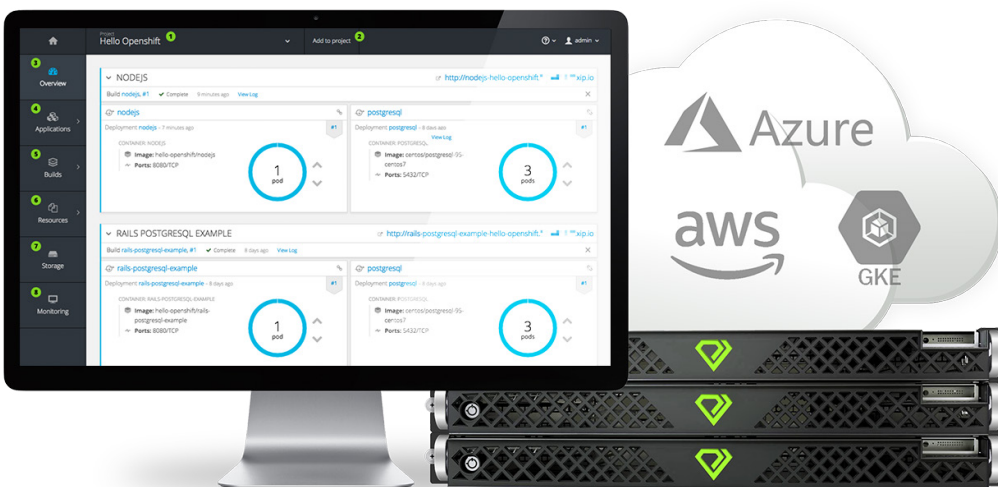 Project
Hello Openshift 1
Add to project 2
admin
3
Overview
4
Applications
5
Builds
6
Resources
7
Storage
8
Monitoring
NODEJS
http://nodejs-hello-openshift.
xip.io
Build nodejs, #1 Complete 9 minutes ago View Log
nodejs
Deployment nodejs - 7 minutes ago
#1
CONTAINER: NODEJS
Image: hello-openshift/nodejs
Ports: 8080/TCP
1
pod
postgresql
Deployment postgresql - 8 days ago
View Log
#1
CONTAINER: POSTGRESQL
Image: centos/postgresql-95-
centos7
Ports: 5432/TCP
3
pods
RAILS POSTGRESQL EXAMPLE
http://rails-postgresql-example-hello-openshift.
xip.io
Build rails-postgresql-example, #1 Complete 8 days ago View Log
rails-postgresql-example
Deployment rails-postgresql-example - 8 days ago
#1
CONTAINER: RAILS-POSTGRESQL-EXAMPLE
Image: hello-openshift/rails-
postgresql-example
Ports: 8080/TCP
1
pod
postgresql
Deployment postgresql - 8 days ago
#1
CONTAINER: POSTGRESQL
Image: centos/postgresql-95-
centos7
Ports: 5432/TCP
3
pods
Azure
aws
GKE